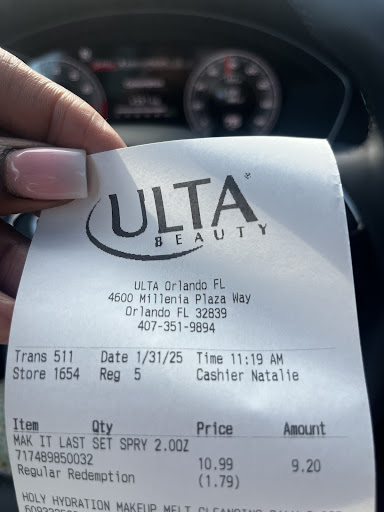 ULTA
BEAUTY
ULTA Orlando FL
4600 Millenia Plaza Way
Orlando FL 32839
407-351-9894
Trans 511 Date 1/31/25 Time 11:19 AM
Store 1654 Reg 5 Cashier Natalie
Item Qty Price Amount
MAK IT LAST SET SPRY 2.0OZ
717489850032 10.99 9.20
Regular Redemption (1.79)
HOLY HYDRATION MAKEUP MELT CLEANSING